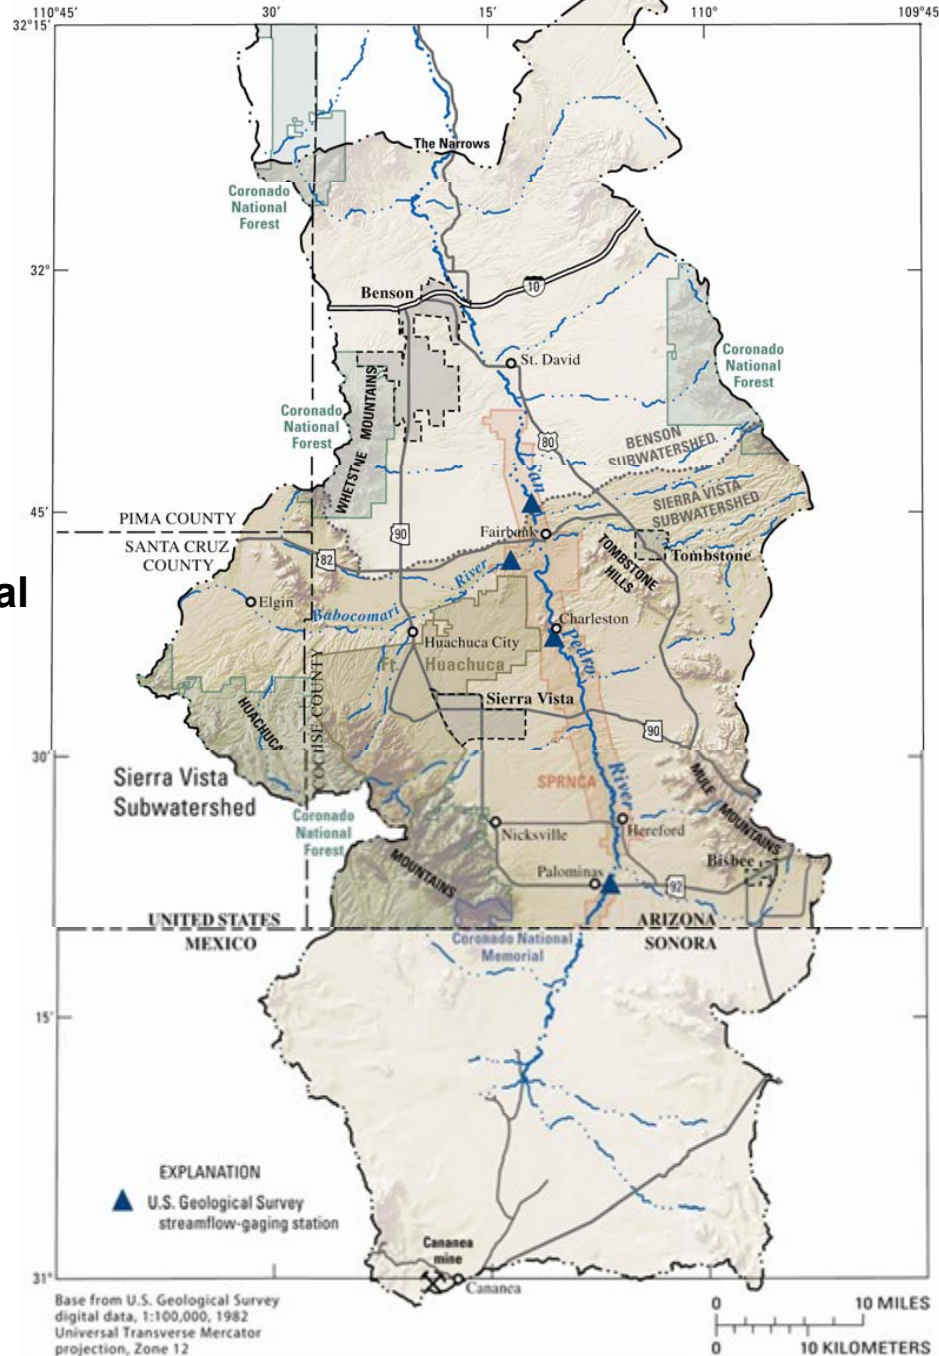 110°45'
30'
15'
110°
109°45'
32°15'
The Narrows
Coronado
National
Forest
32°
10
Benson
St. David
Coronado
National
Forest
WHETSTNE MOUNTAINS
Coronado
National
Forest
80
BENSON
SUBWATERSHED
San
SIERRA VISTA
SUBWATERSHED
45'
PIMA COUNTY
SANTA CRUZ
COUNTY
90
Fairbank
82
TOMBSTONE
HILLS
Tombstone
River
al
Elgin
Babocomari
Charleston
Huachuca City
Pedro
Ft. Huachuca
Sierra Vista
HUACHUCA
COCISE COUNTY
90
30'
Sierra Vista
Subwatershed
SPRNCA
River
MULE MOUNTAINS
Coronado
National
Forest
Nicksville
Hereford
MOUNTAINS
Palominas
Bisbee
92
UNITED STATES
ARIZONA
MEXICO
SONORA
Coronado National
Memorial
15'
EXPLANATION
U.S. Geological Survey
streamflow-gaging station
Cananea
mine
31°
Cananea
Base from U.S. Geological Survey
digital data, 1:100,000, 1982
Universal Transverse Mercator
projection, Zone 12
0 10 MILES
0 10 KILOMETERS